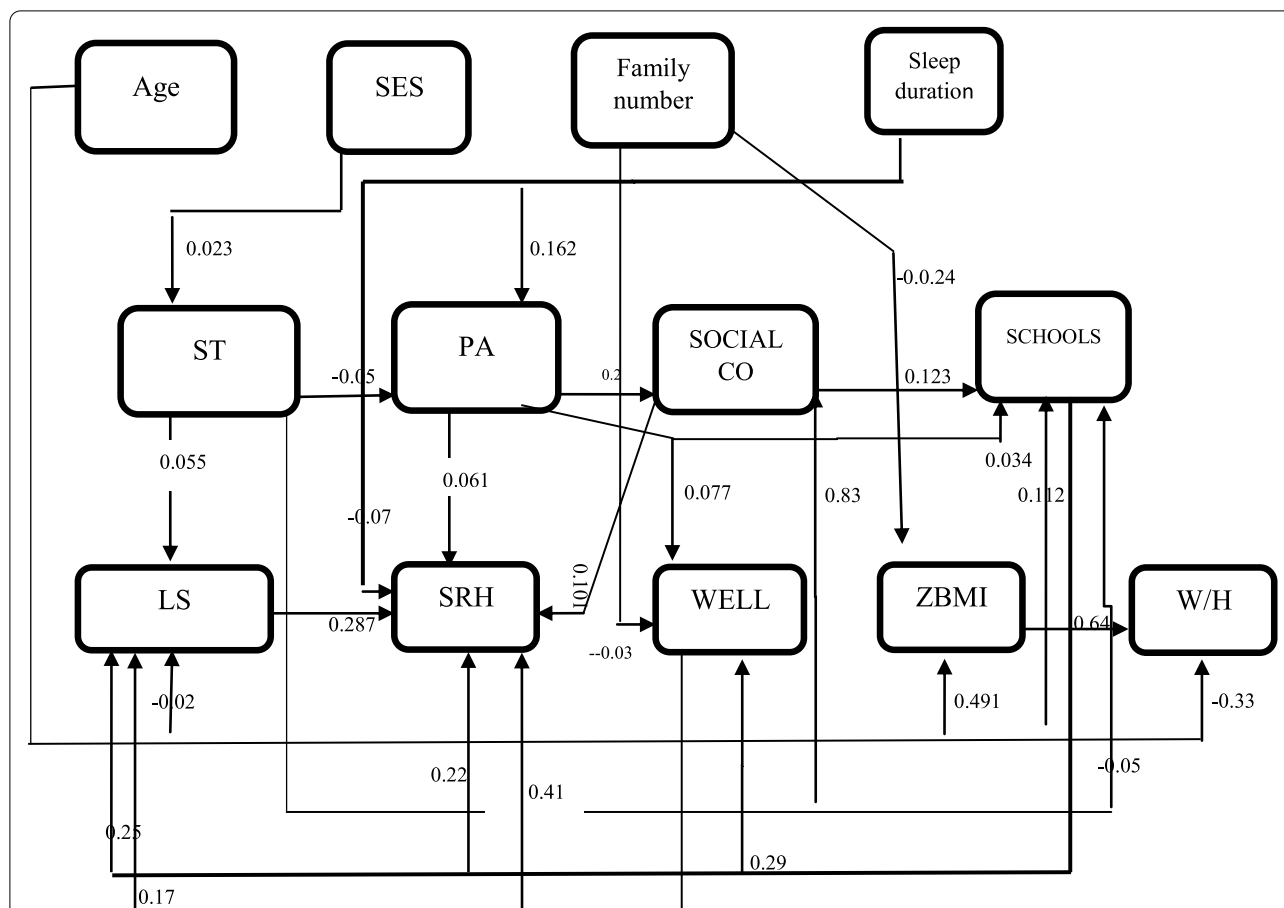 Age
SES
Family
number
Sleep
duration
0.023
0.162
-0.0.24
ST
PA
SOCIAL
CO
SCHOOLS
-0.05
0.2
0.123
0.055
0.061
0.077
0.83
0.034
0.112
-0.07
0.101
LS
SRH
WELL
ZBMI
W/H
0.287
--0.03
0.64
-0.02
0.491
-0.33
0.22
0.41
-0.05
0.25
0.29
0.17